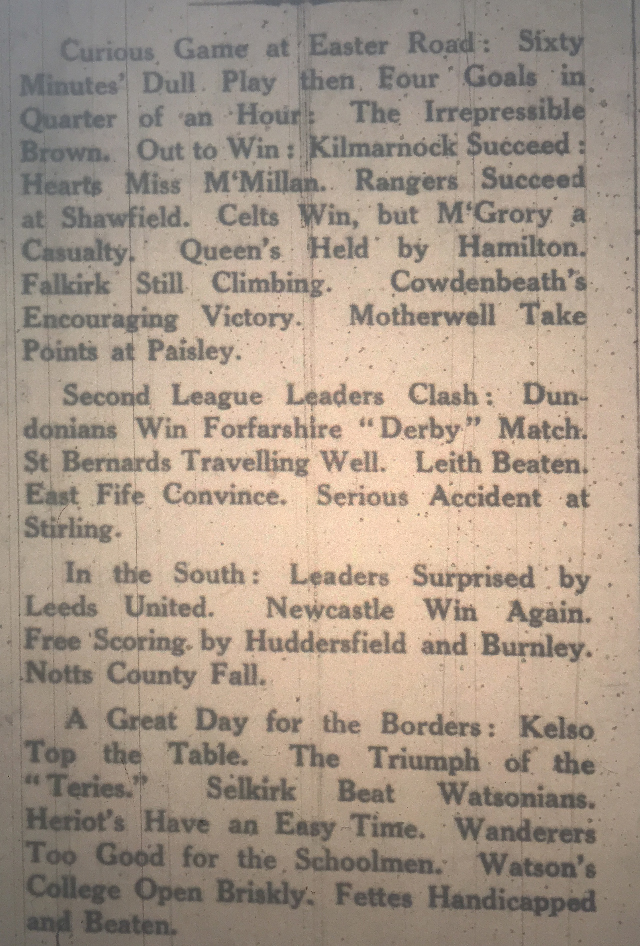 Curious Game at Easter Road: Sixty
Minutes' Dull Play then Four Goals in
Quarter of an Hour: The Irrepressible
Brown. Out to Win: Kilmarnock Succeed:
Hearts Miss M'Millan. Rangers Succeed
at Shawfield. Celts Win, but M'Grory a
Casualty. Queen's Held by Hamilton.
Falkirk Still Climbing. Cowdenbeath's
Encouraging Victory. Motherwell Take
Points at Paisley.
Second League Leaders Clash: Dun-
donians Win Forfarshire "Derby" Match.
St Bernards Travelling Well. Leith Beaten.
East Fife Convince. Serious Accident at
Stirling.
In the South: Leaders Surprised by
Leeds United. Newcastle Win Again.
Free Scoring by Huddersfield and Burnley.
Notts County Fall.
A Great Day for the Borders: Kelso
Top the Table. The Triumph of the
"Teries." Selkirk Beat Watsonians.
Heriot's Have an Easy Time. Wanderers
Too Good for the Schoolmen. Watson's
College Open Briskly. Fettes Handicapped
and Beaten.